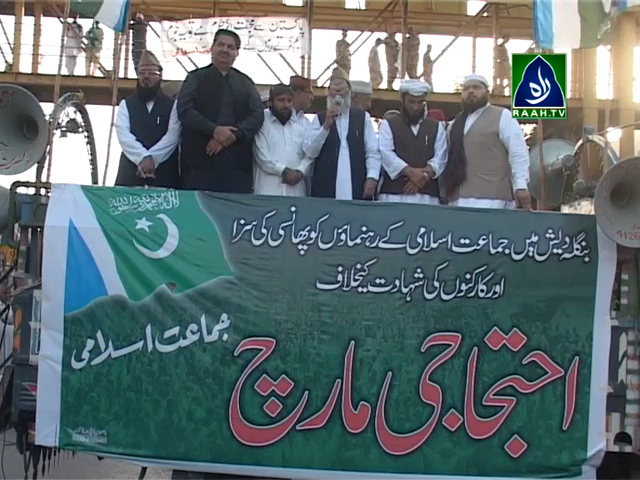 RAAH.TV
بنگلہ دیش میں جماعت اسلامی کے رہنماؤں کو پھانسی کی سزا
اور کارکنوں کی شہادت کیخلاف
جماعت اسلامی
احتجاجی مارچ